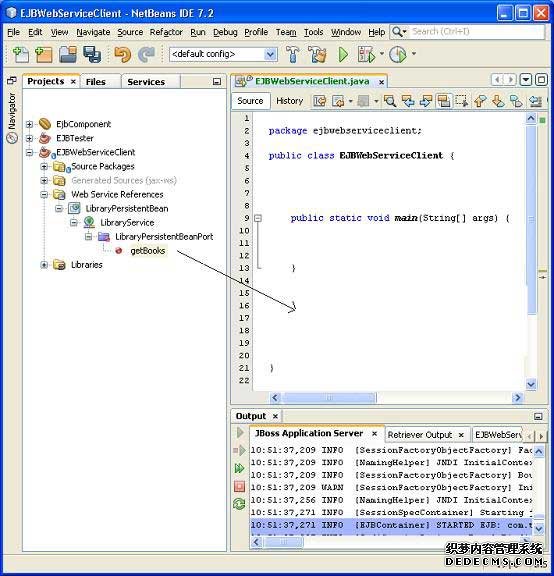 EJBWebServiceClient - NetBeans IDE 7.2
File Edit View Navigate Source Refactor Run Debug Profile Team Tools Window Help Search (Ctrl+I)
<default config>
Projects x Files Services
Navigator
EjbComponent
EJBTester
EJBWebServiceClient
Source Packages
Generated Sources (jax-ws)
Web Service References
LibraryPersistentBean
LibraryService
LibraryPersistentBeanPort
getBooks
Libraries
EJBWebServiceClient.java
Source History
1
2 package ejbwebserviceclient;
3
4 public class EJBWebServiceClient {
5
6
7
8
9 public static void main(String[] args) {
10
11
12
13 }
14
15
16
17
18
19
20
21 }
22
Output x
JBoss Application Server x Retriever Output x EJBWebSer
10:51:37,209 INFO [SessionFactoryObjectFactory] Fac
10:51:37,209 INFO [NamingHelper] JNDI InitialContex
10:51:37,209 INFO [SessionFactoryObjectFactory] Bou
10:51:37,209 WARN [SessionFactoryObjectFactory] Ini
10:51:37,256 INFO [NamingHelper] JNDI InitialContex
10:51:37,271 INFO [SessionSpecContainer] Starting j
10:51:37,271 INFO [EJBContainer] STARTED EJB: com.t
织梦内容管理系统
DEDECMS.COM